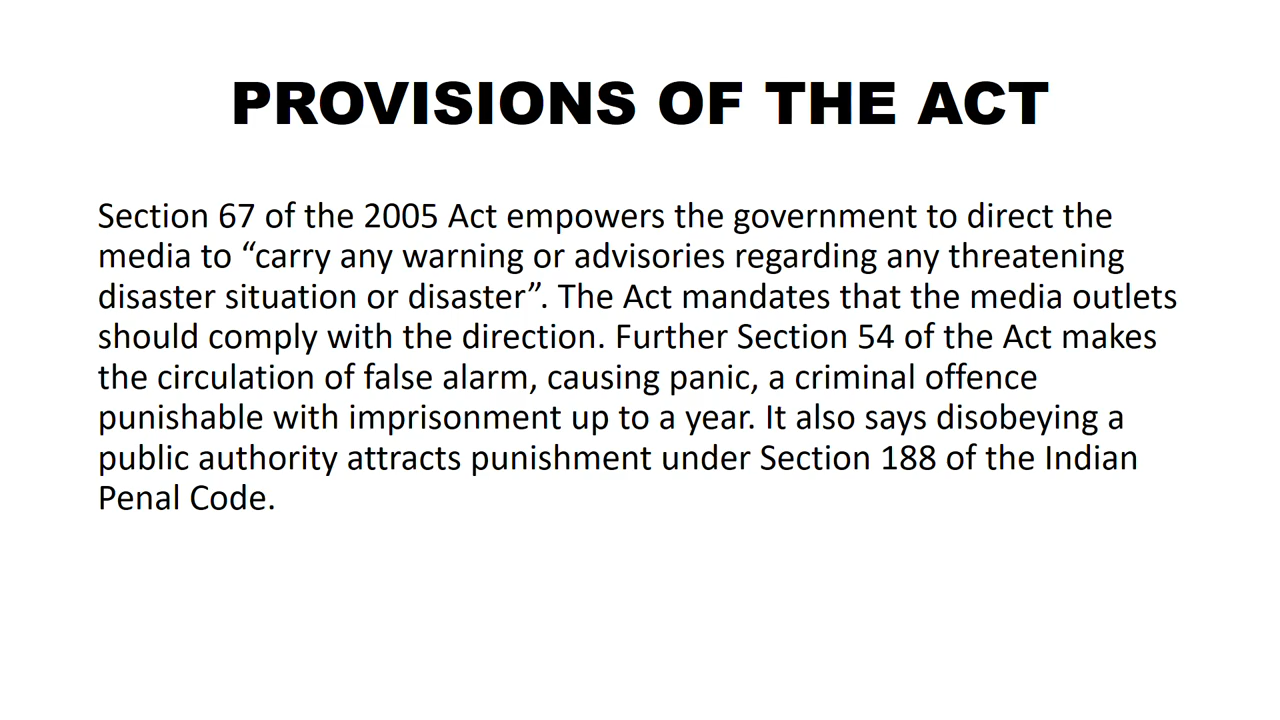 PROVISIONS OF THE ACT
Section 67 of the 2005 Act empowers the government to direct the
media to “carry any warning or advisories regarding any threatening
disaster situation or disaster”. The Act mandates that the media outlets
should comply with the direction. Further Section 54 of the Act makes
the circulation of false alarm, causing panic, a criminal offence
punishable with imprisonment up to a year. It also says disobeying a
public authority attracts punishment under Section 188 of the Indian
Penal Code.